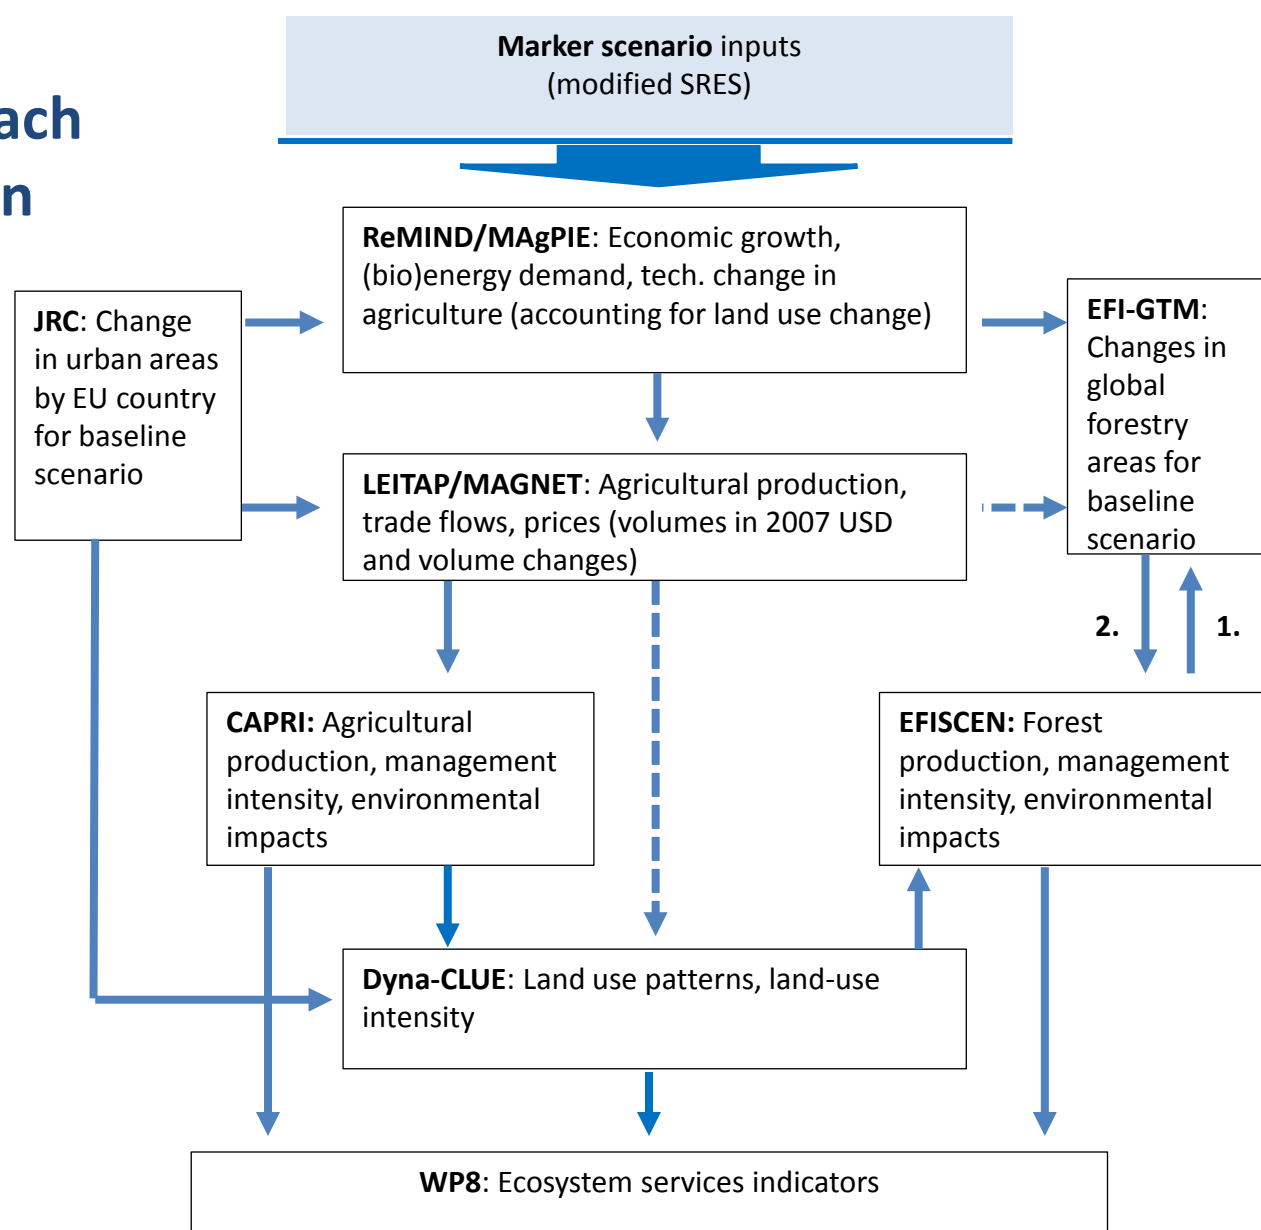 Marker scenario inputs
(modified SRES)
ach
n
ReMIND/MAgPIE: Economic growth,
(bio)energy demand, tech. change in
agriculture (accounting for land use change)
JRC: Change
in urban areas
by EU country
for baseline
scenario
EFI-GTM:
Changes in
global
forestry
areas for
baseline
scenario
LEITAP/MAGNET: Agricultural production,
trade flows, prices (volumes in 2007 USD
and volume changes)
2.
1.
CAPRI: Agricultural
production, management
intensity, environmental
impacts
EFISCEN: Forest
production, management
intensity, environmental
impacts
Dyna-CLUE: Land use patterns, land-use
intensity
WP8: Ecosystem services indicators